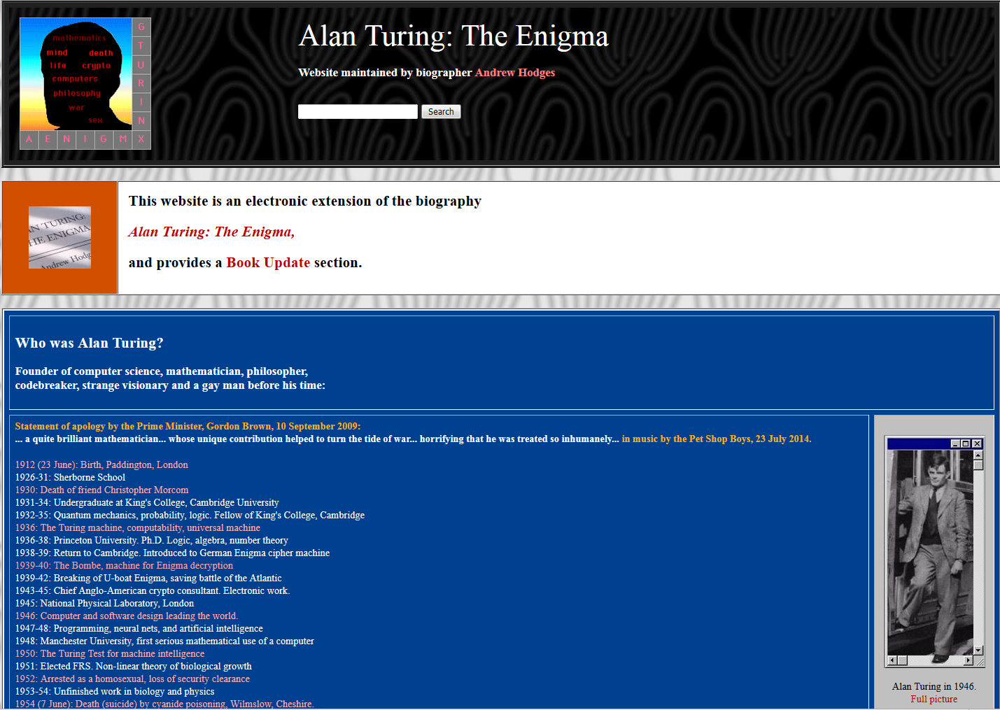 mathematics
mind death
life crypto
computers
philosophy
war
sex
G
T
U
R
I
N
A E N I G M X
Alan Turing: The Enigma
Website maintained by biographer Andrew Hodges
Search
AN TURING:
THE ENIGMA
Andrew Hodg
This website is an electronic extension of the biography
Alan Turing: The Enigma,
and provides a Book Update section.
Who was Alan Turing?
Founder of computer science, mathematician, philosopher,
codebreaker, strange visionary and a gay man before his time:
Statement of apology by the Prime Minister, Gordon Brown, 10 September 2009:
... a quite brilliant mathematician... whose unique contribution helped to turn the tide of war... horrifying that he was treated so inhumanely... in music by the Pet Shop Boys, 23 July 2014.
1912 (23 June): Birth, Paddington, London
1926-31: Sherborne School
1930: Death of friend Christopher Morcom
1931-34: Undergraduate at King's College, Cambridge University
1932-35: Quantum mechanics, probability, logic. Fellow of King's College, Cambridge
1936: The Turing machine, computability, universal machine
1936-38: Princeton University. Ph.D. Logic, algebra, number theory
1938-39: Return to Cambridge. Introduced to German Enigma cipher machine
1939-40: The Bombe, machine for Enigma decryption
1939-42: Breaking of U-boat Enigma, saving battle of the Atlantic
1943-45: Chief Anglo-American crypto consultant. Electronic work.
1945: National Physical Laboratory, London
1946: Computer and software design leading the world.
1947-48: Programming, neural nets, and artificial intelligence
1948: Manchester University, first serious mathematical use of a computer
1950: The Turing Test for machine intelligence
1951: Elected FRS. Non-linear theory of biological growth
1952: Arrested as a homosexual, loss of security clearance
1953-54: Unfinished work in biology and physics
1954 (7 June): Death (suicide) by cyanide poisoning, Wilmslow, Cheshire.
Alan Turing in 1946.
Full picture